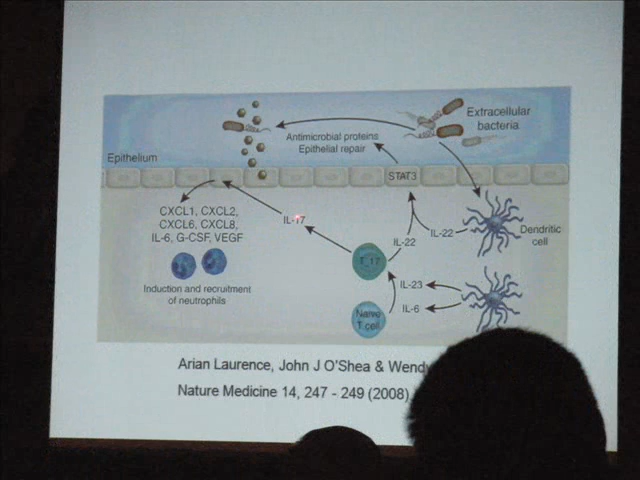 Extracellular
bacteria
Antimicrobial proteins
Epithelial repair
Epithelium
STAT3
CXCL1, CXCL2,
CXCL6, CXCL8,
IL-6, G-CSF, VEGF
IL-17
IL-22
IL-22
Dendritic
cell
T 17
IL-23
IL-6
Naive
T cell
Induction and recruitment
of neutrophils
Arian Laurence, John J O'Shea & Wendy
Nature Medicine 14, 247 - 249 (2008)